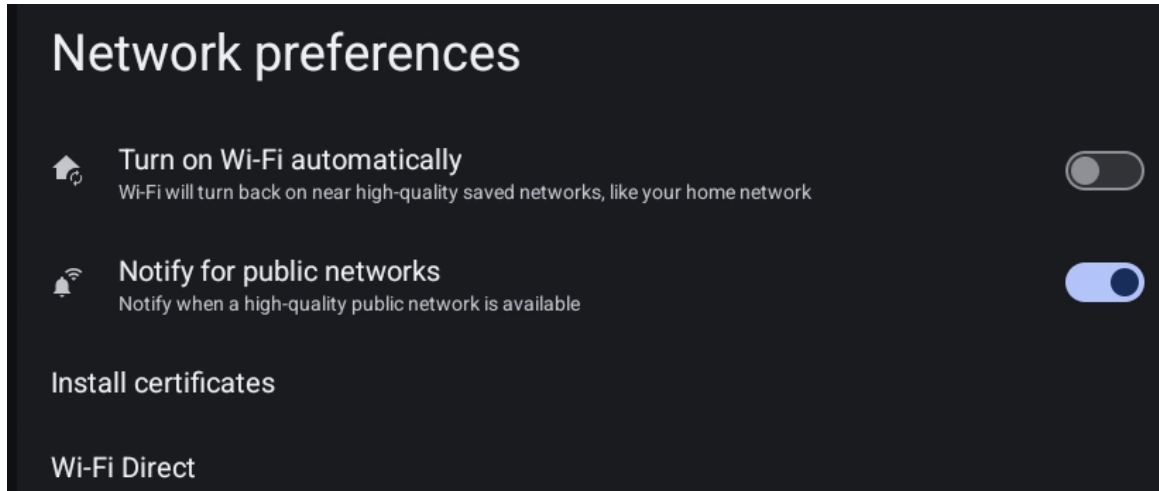 Network preferences
Turn on Wi-Fi automatically
Wi-Fi will turn back on near high-quality saved networks, like your home network
Notify for public networks
Notify when a high-quality public network is available
Install certificates
Wi-Fi Direct